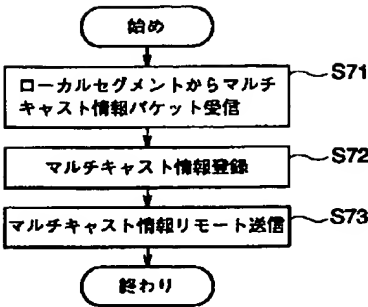 始め
ローカルセグメントからマルチ
キャスト情報パケット受信
S71
マルチキャスト情報登録
S72
マルチキャスト情報リモート送信
S73
終わり